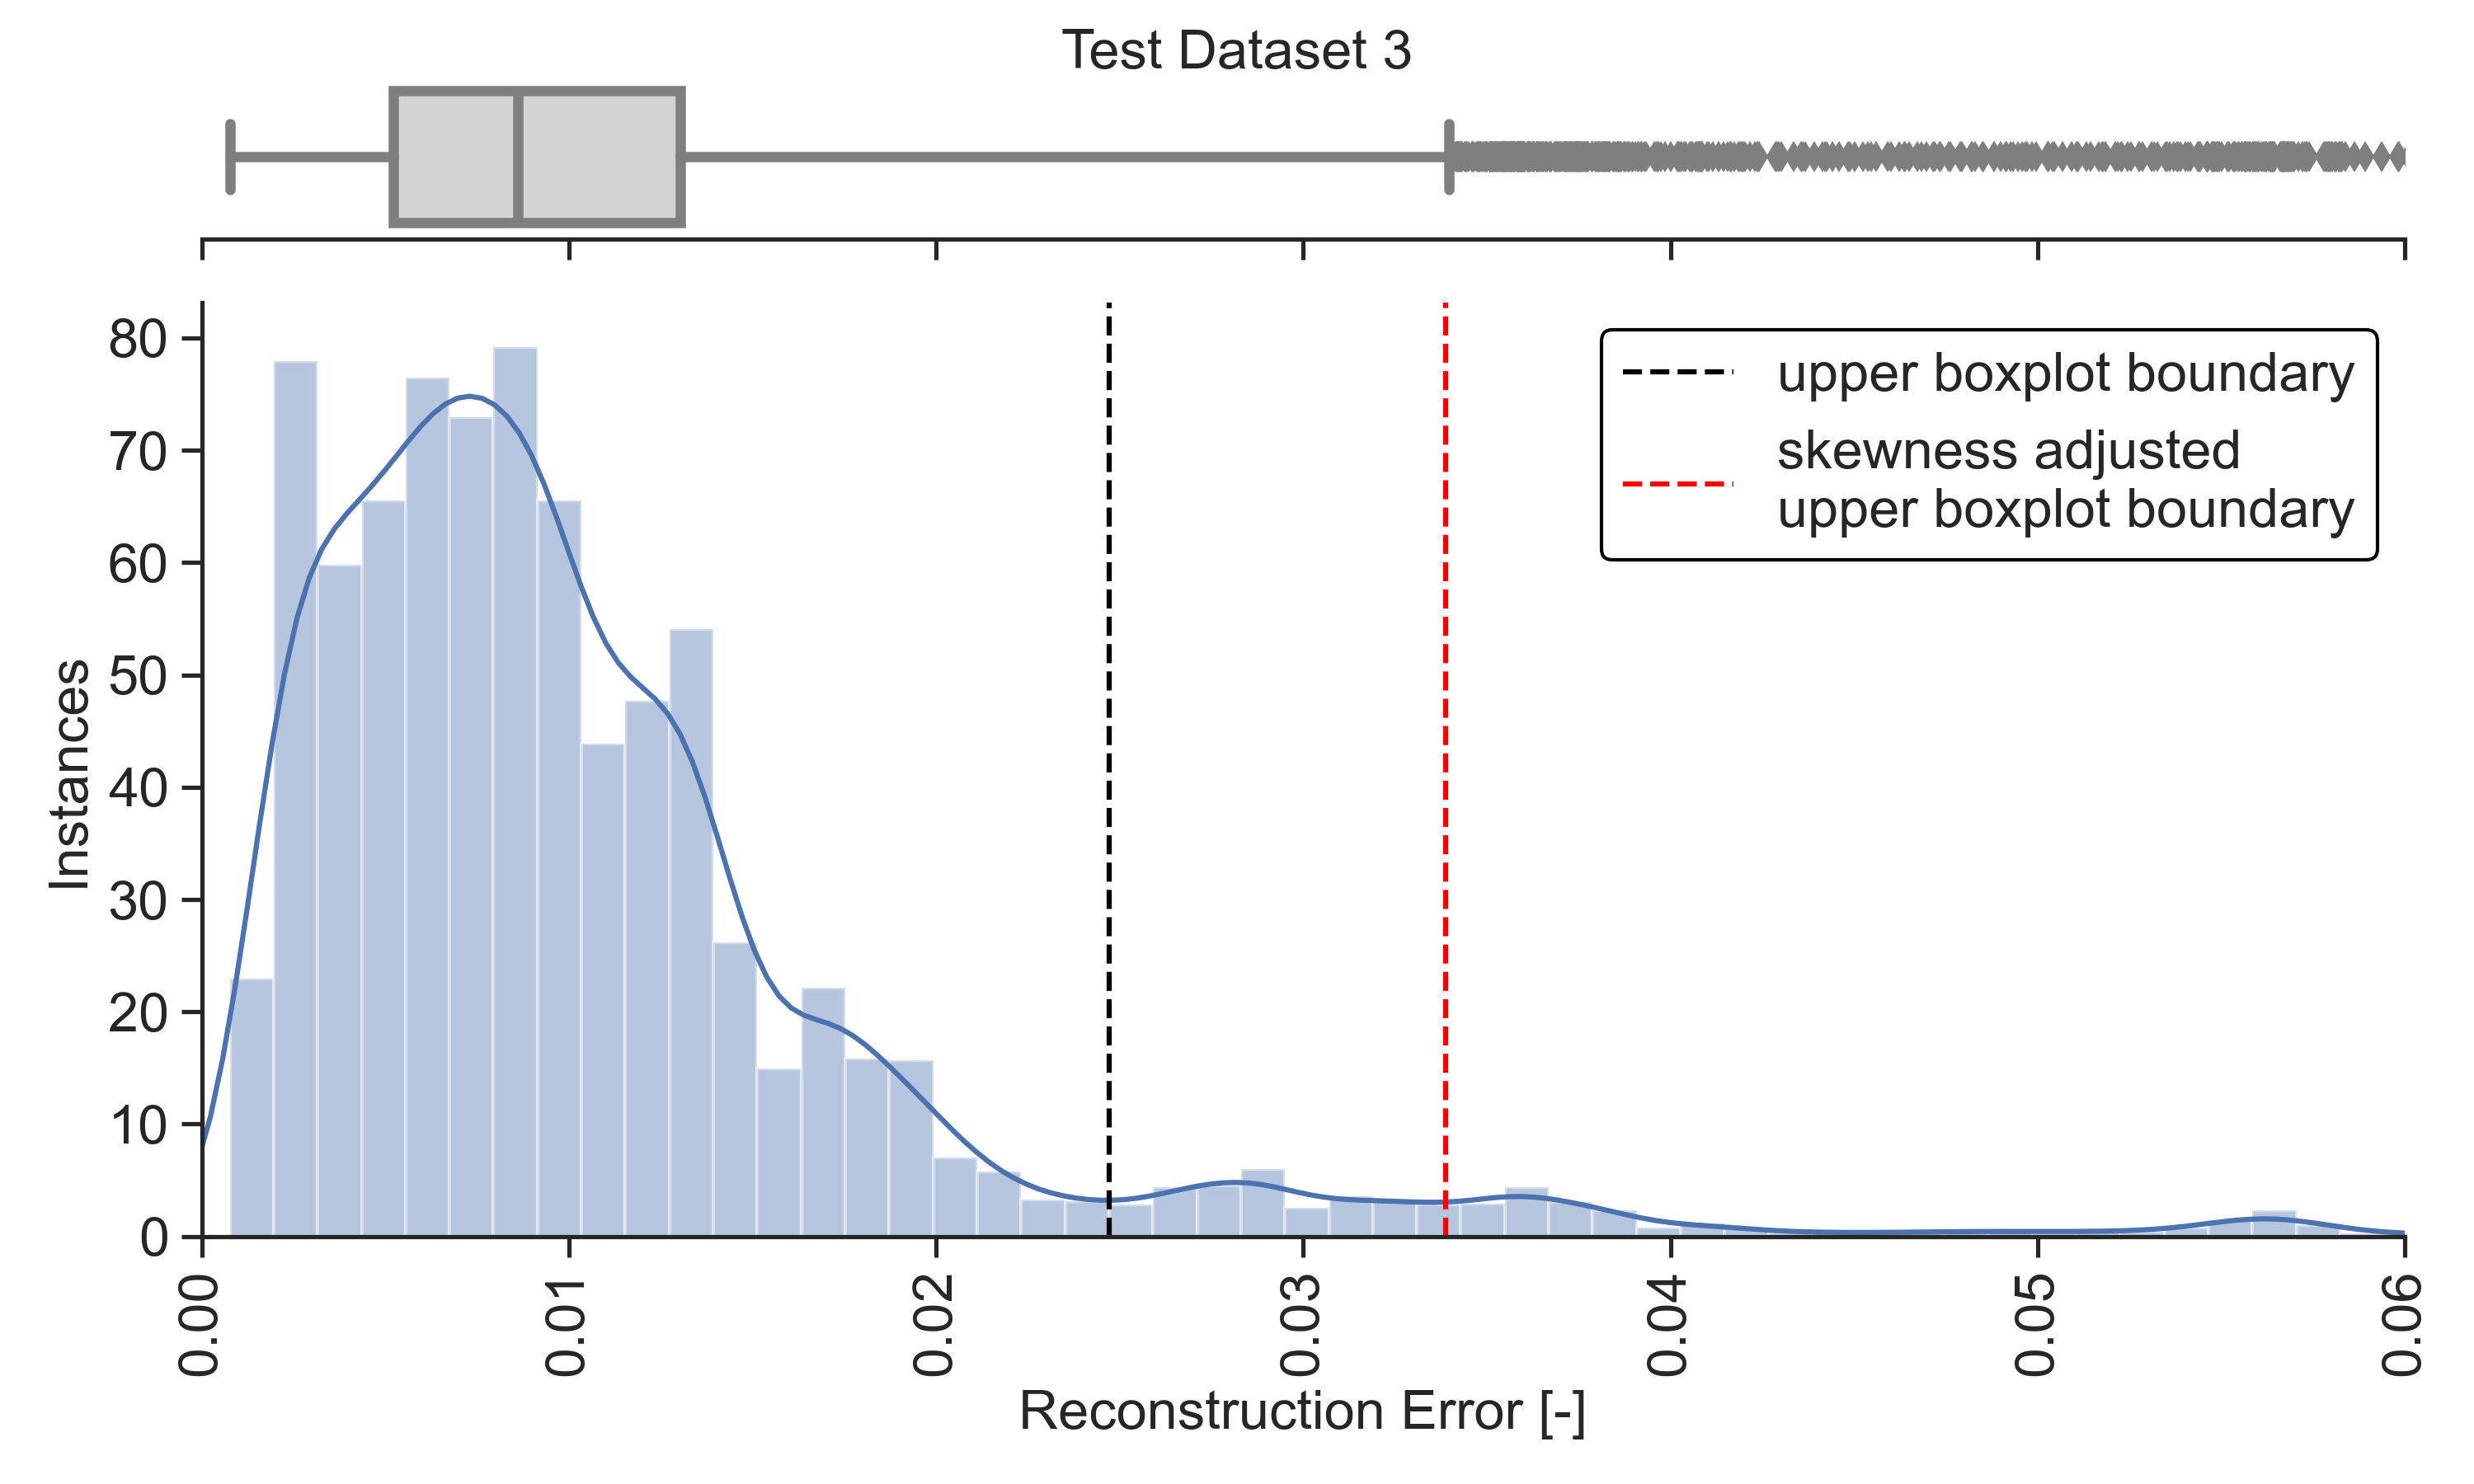 Test Dataset 3
80
70
60
50
40
30
20
10
0
Instances
upper boxplot boundary
skewness adjusted
upper boxplot boundary
0.00
0.01
0.02
0.03
0.04
0.05
0.06
Reconstruction Error [-]